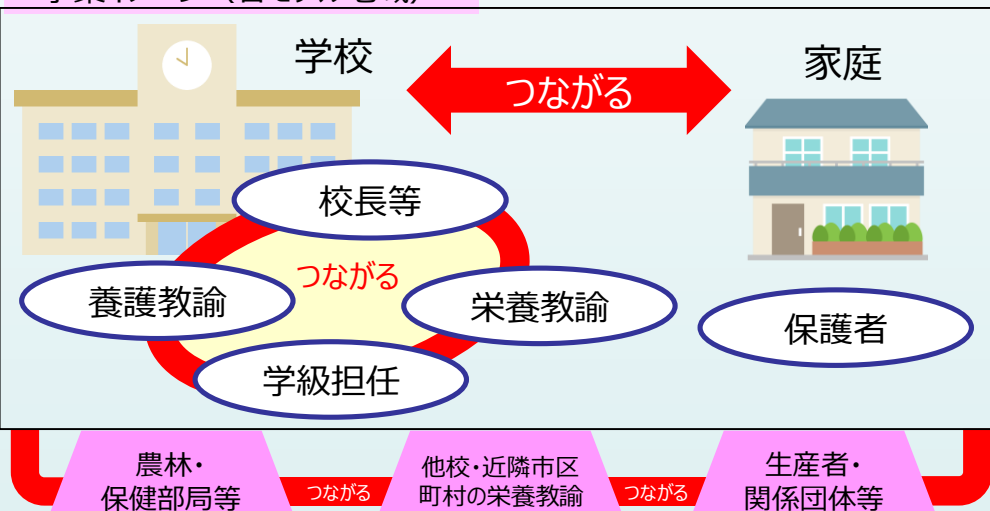 学校
つながる
家庭
校長等
つながる
養護教諭
栄養教諭
学級担任
保護者
農林・
保健部局等
つながる
他校・近隣市区
町村の栄養教諭
つながる
生産者・
関係団体等